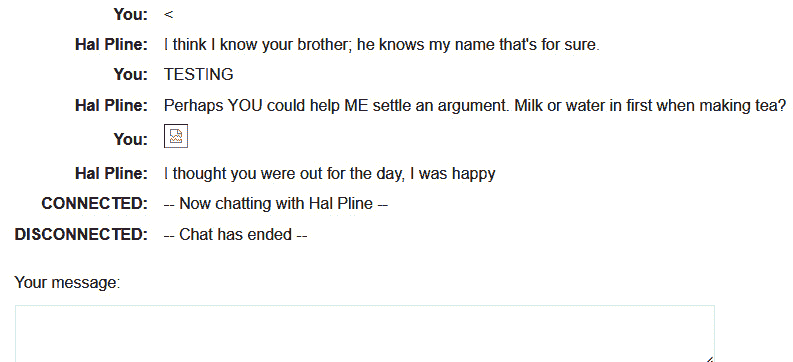 You: <
Hal Pline: I think I know your brother; he knows my name that's for sure.
You: TESTING
Hal Pline: Perhaps YOU could help ME settle an argument. Milk or water in first when making tea?
You:
Hal Pline: I thought you were out for the day, I was happy
CONNECTED: -- Now chatting with Hal Pline --
DISCONNECTED: -- Chat has ended --
Your message: